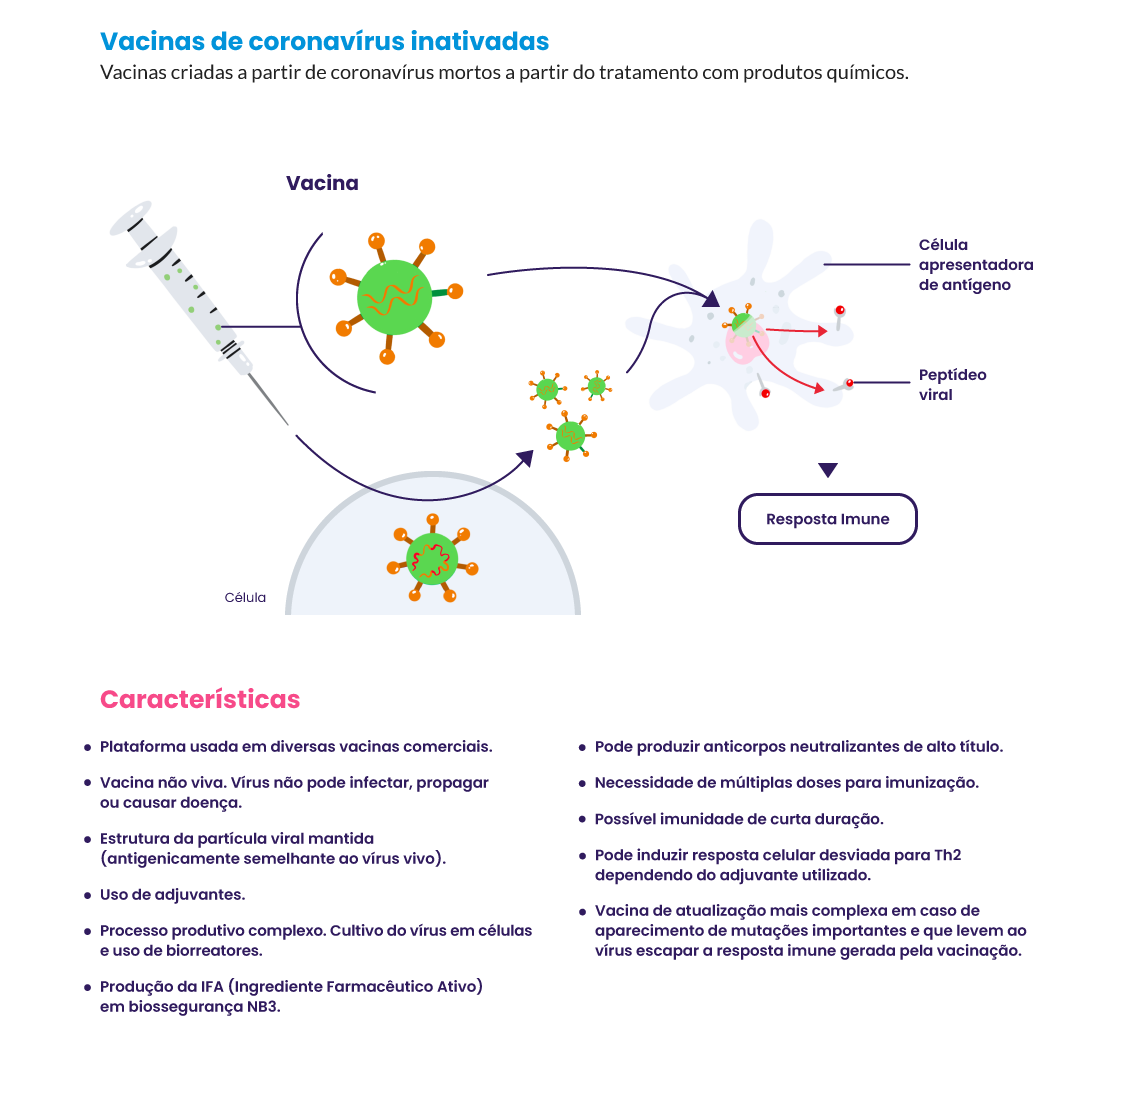 Vacinas de coronavírus inativadas
Vacinas criadas a partir de coronavírus mortos a partir do tratamento com produtos químicos.
Vacina
Célula
apresentadora
de antígeno
Peptídeo
viral
Resposta Imune
Célula
Características
• Plataforma usada em diversas vacinas comerciais.
• Vacina não viva. Vírus não pode infectar, propagar
ou causar doença.
• Estrutura da partícula viral mantida
(antigenicamente semelhante ao vírus vivo).
• Uso de adjuvantes.
• Processo produtivo complexo. Cultivo do vírus em células
e uso de biorreatores.
• Produção da IFA (Ingrediente Farmacêutico Ativo)
em biossegurança NB3.
• Pode produzir anticorpos neutralizantes de alto título.
• Necessidade de múltiplas doses para imunização.
• Possível imunidade de curta duração.
• Pode induzir resposta celular desviada para Th2
dependendo do adjuvante utilizado.
• Vacina de atualização mais complexa em caso de
aparecimento de mutações importantes e que levem ao
vírus escapar a resposta imune gerada pela vacinação.